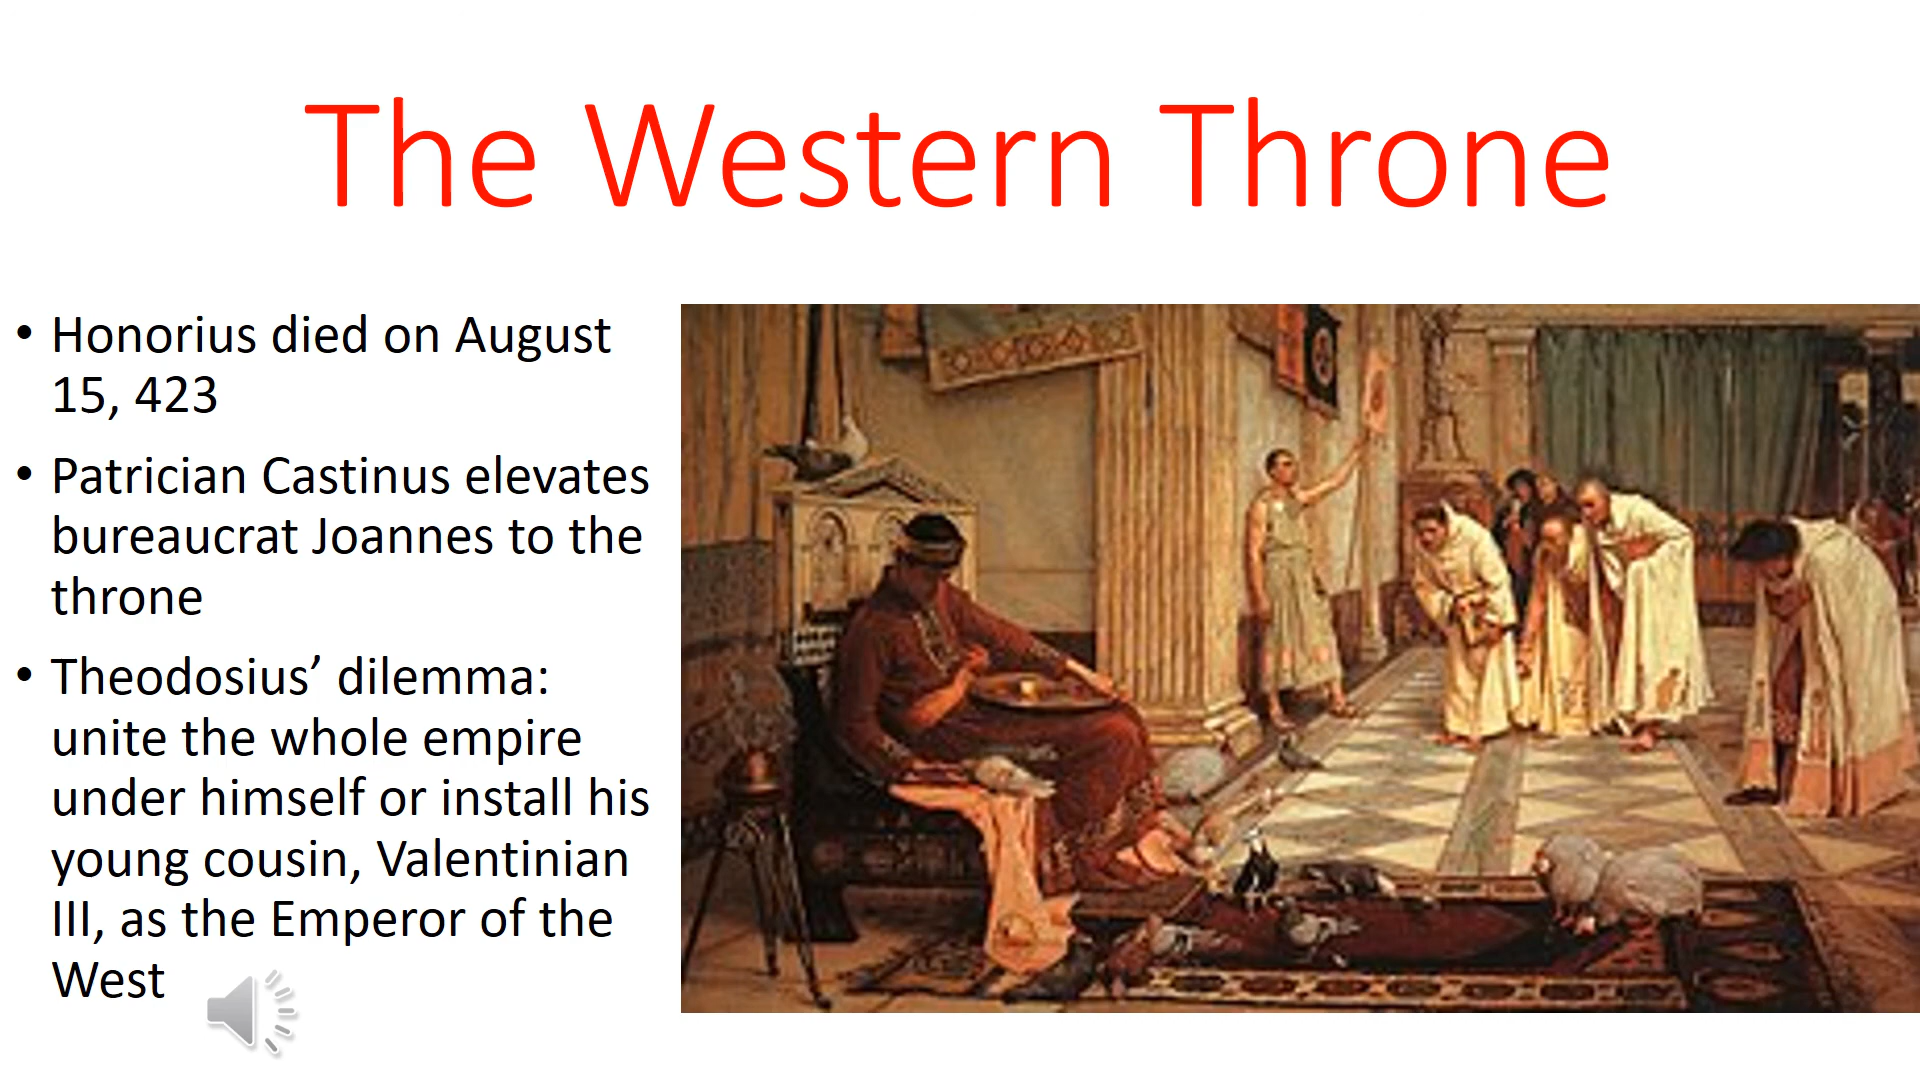 The Western Throne
• Honorius died on August
15, 423
• Patrician Castinus elevates
bureaucrat Joannes to the
throne
• Theodosius’ dilemma:
unite the whole empire
under himself or install his
young cousin, Valentinian
III, as the Emperor of the
West